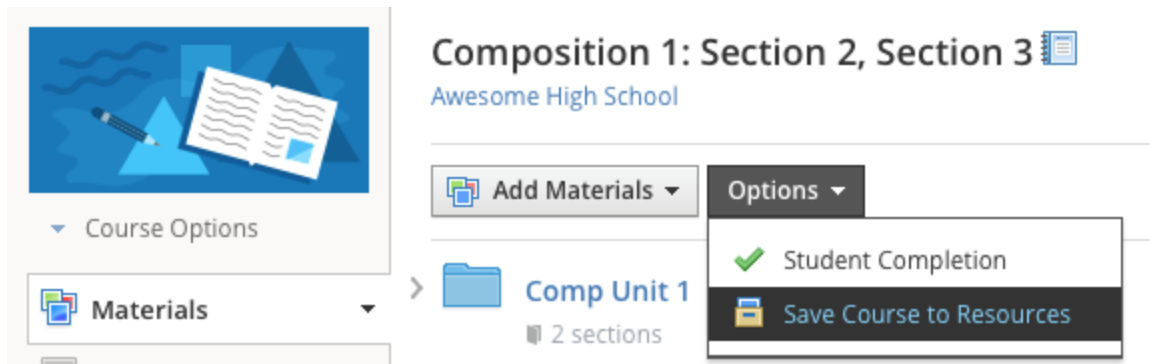 Composition 1: Section 2, Section 3
Awesome High School
Add Materials
Options
Course Options
Student Completion
Materials
Comp Unit 1
Save Course to Resources
2 sections